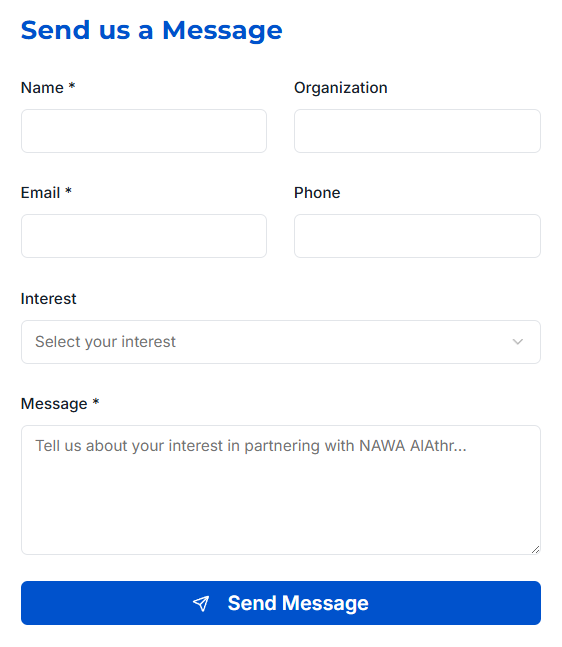 Send us a Message
Name *
Organization
Email *
Phone
Interest
Select your interest
Message *
Tell us about your interest in partnering with NAWA AlAthr...
Send Message